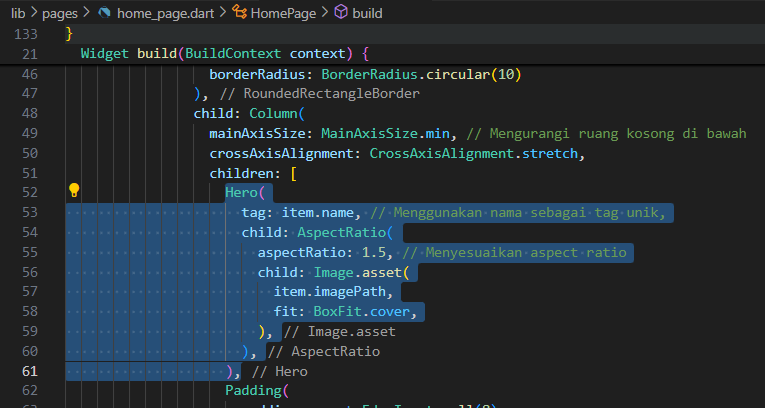 lib > pages > home_page.dart > HomePage > build
133 }
21 Widget build(BuildContext context) {
46 borderRadius: BorderRadius.circular(10)
47 ), // RoundedRectangleBorder
48 child: Column(
49 mainAxisSize: MainAxisSize.min, // Mengurangi ruang kosong di bawah
50 crossAxisAlignment: CrossAxisAlignment.stretch,
51 children: [
52 Hero(
53 tag: item.name, // Menggunakan nama sebagai tag unik,
54 child: AspectRatio(
55 aspectRatio: 1.5, // Menyesuaikan aspect ratio
56 child: Image.asset(
57 item.imagePath,
58 fit: BoxFit.cover,
59 ), // Image.asset
60 ), // AspectRatio
61 ), // Hero
62 Padding(